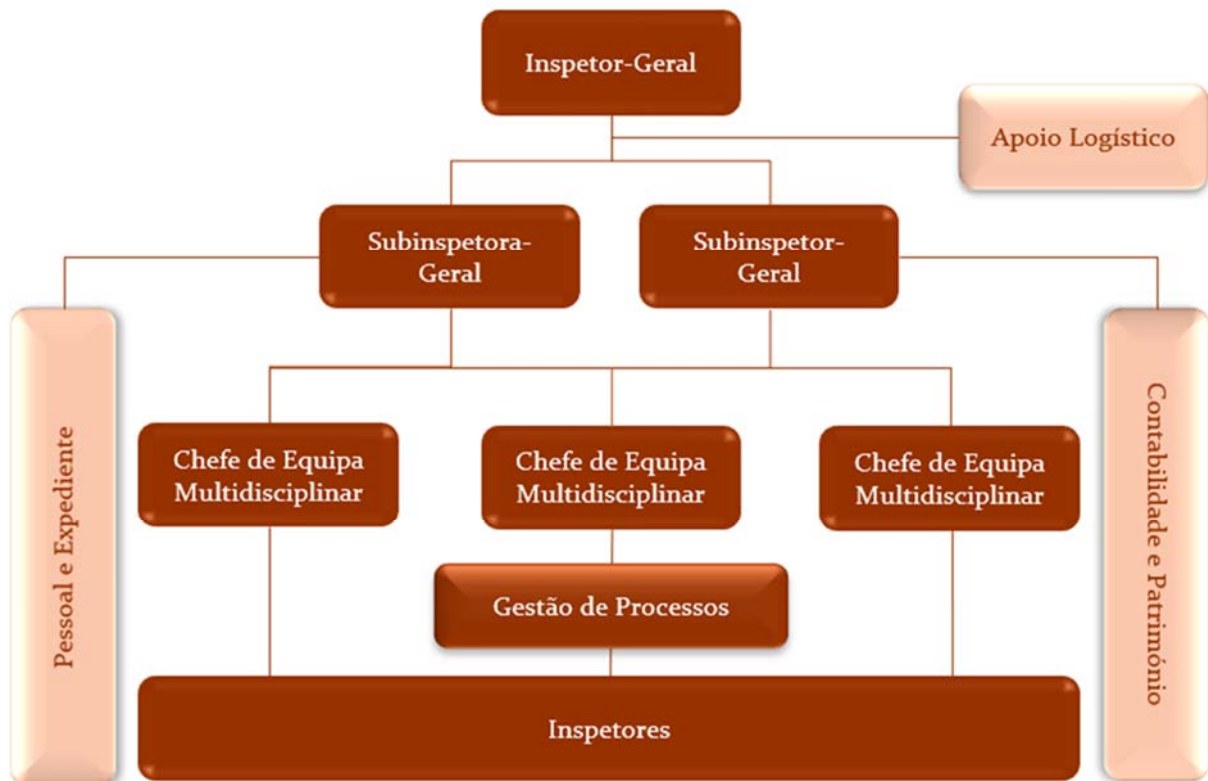 Inspetor-Geral
Apoio Logístico
Subinspetora-
Geral
Subinspetor-
Geral
Pessoal e Expediente
Contabilidade e Património
Chefe de Equipa
Multidisciplinar
Chefe de Equipa
Multidisciplinar
Chefe de Equipa
Multidisciplinar
Gestão de Processos
Inspetores